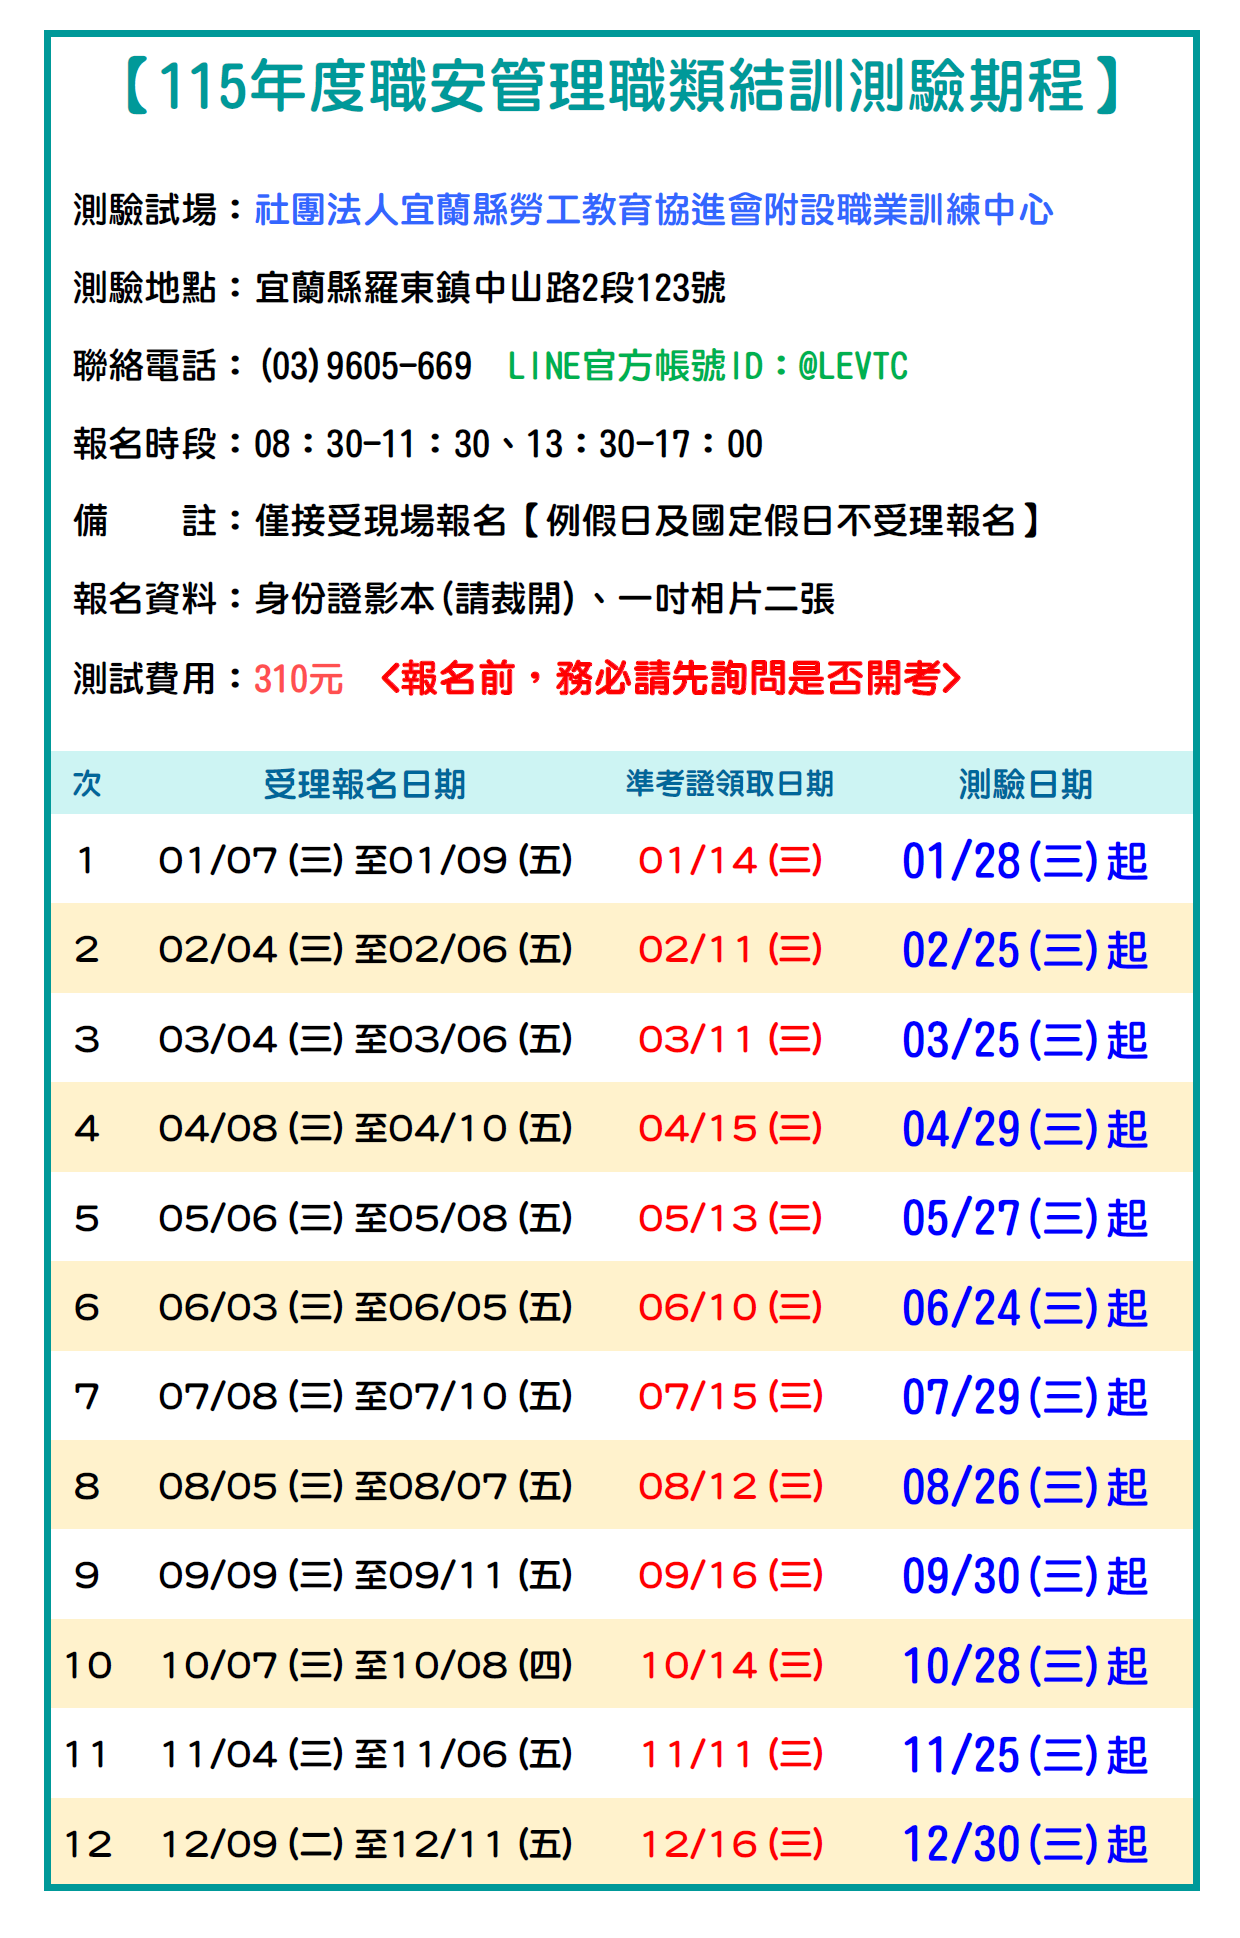 【115年度職安管理職類結訓測驗期程】
測驗試場：社團法人宜蘭縣勞工教育協進會附設職業訓練中心
測驗地點：宜蘭縣羅東鎮中山路2段123號
聯絡電話：(03)9605-669　LINE官方帳號ID：@LEVTC
報名時段：08：30-11：30、13：30-17：00
備　　註：僅接受現場報名【例假日及國定假日不受理報名】
報名資料：身份證影本(請裁開)、一吋相片二張
測試費用：310元　<報名前，務必請先詢問是否開考>
次 受理報名日期 準考證領取日期 測驗日期
1 01/07(三)至01/09(五) 01/14(三) 01/28(三)起
2 02/04(三)至02/06(五) 02/11(三) 02/25(三)起
3 03/04(三)至03/06(五) 03/11(三) 03/25(三)起
4 04/08(三)至04/10(五) 04/15(三) 04/29(三)起
5 05/06(三)至05/08(五) 05/13(三) 05/27(三)起
6 06/03(三)至06/05(五) 06/10(三) 06/24(三)起
7 07/08(三)至07/10(五) 07/15(三) 07/29(三)起
8 08/05(三)至08/07(五) 08/12(三) 08/26(三)起
9 09/09(三)至09/11(五) 09/16(三) 09/30(三)起
10 10/07(三)至10/08(四) 10/14(三) 10/28(三)起
11 11/04(三)至11/06(五) 11/11(三) 11/25(三)起
12 12/09(二)至12/11(五) 12/16(三) 12/30(三)起